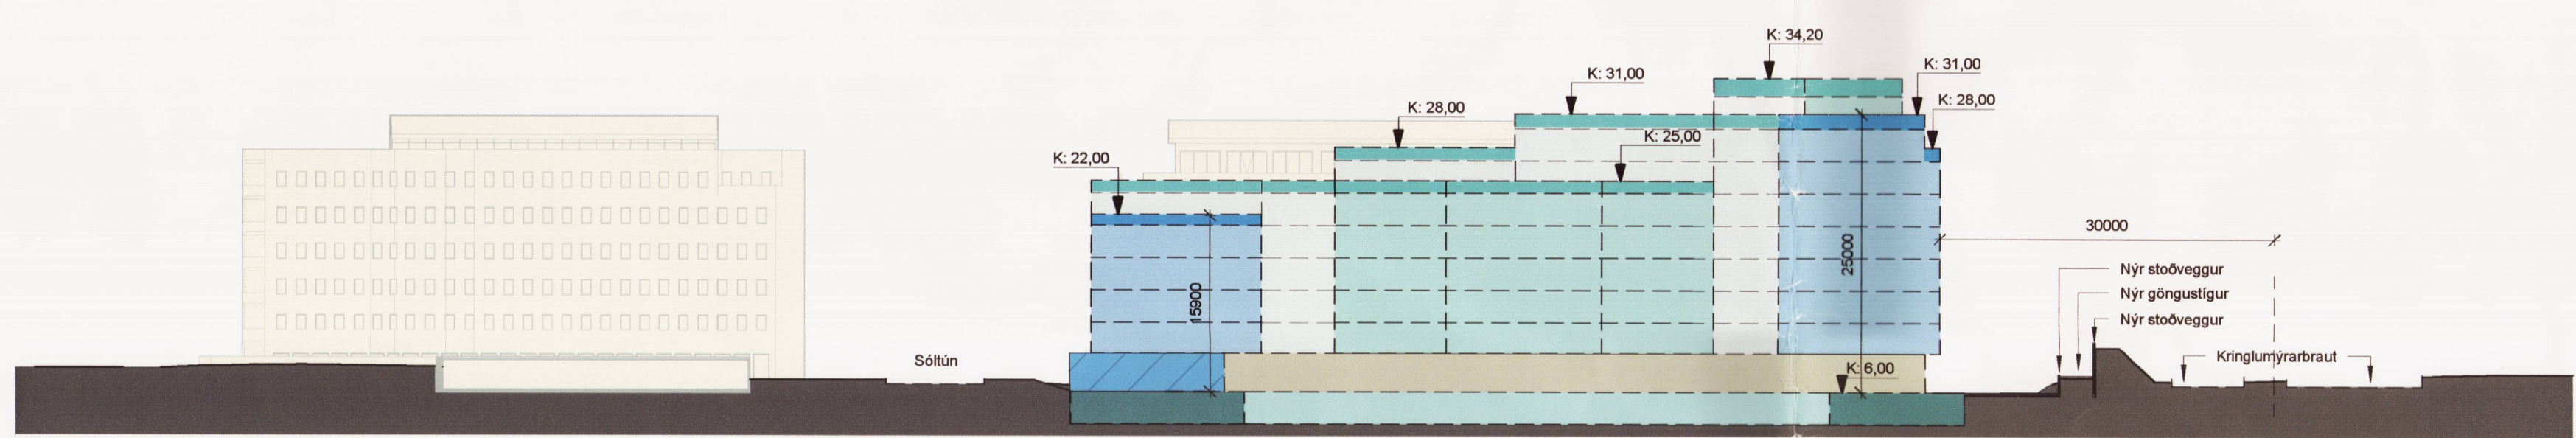 K: 34,20
K: 31,00
K: 31,00
K: 28,00
K: 28,00
K: 25,00
K: 22,00
30000
25000
15900
Nýr stoðveggur
Nýr göngustígur
Nýr stoðveggur
Sóltún
Kringlumýrarbraut
K: 6,00